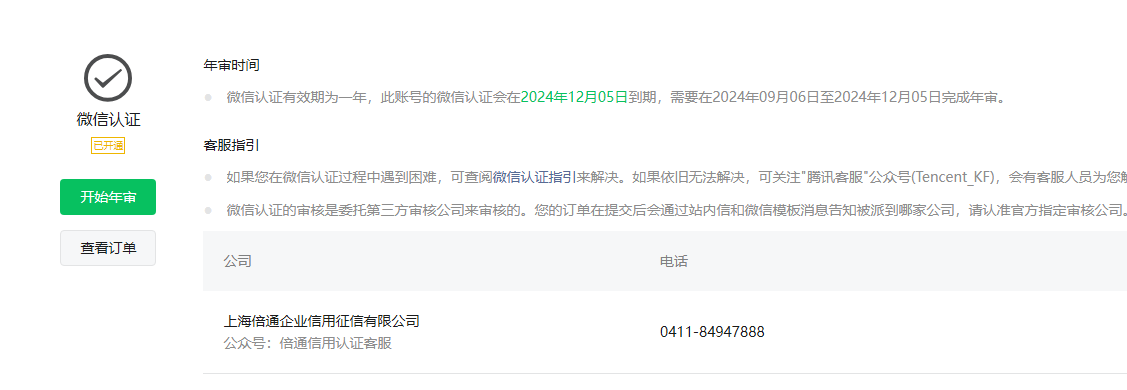 年审时间
微信认证有效期为一年，此账号的微信认证会在2024年12月05日到期，需要在2024年09月06日至2024年12月05日完成年审。
微信认证
已开通
客服指引
开始年审
如果您在微信认证过程中遇到困难，可查阅微信认证指引来解决。如果依旧无法解决，可关注"腾讯客服"公众号(Tencent_KF)，会有客服人员为您解
微信认证的审核是委托第三方审核公司来审核的。您的订单在提交后会通过站内信和微信模板消息告知被派到哪家公司，请认准官方指定审核公司。
查看订单
公司 电话
上海倍通企业信用征信有限公司 0411-84947888
公众号：倍通信用认证客服